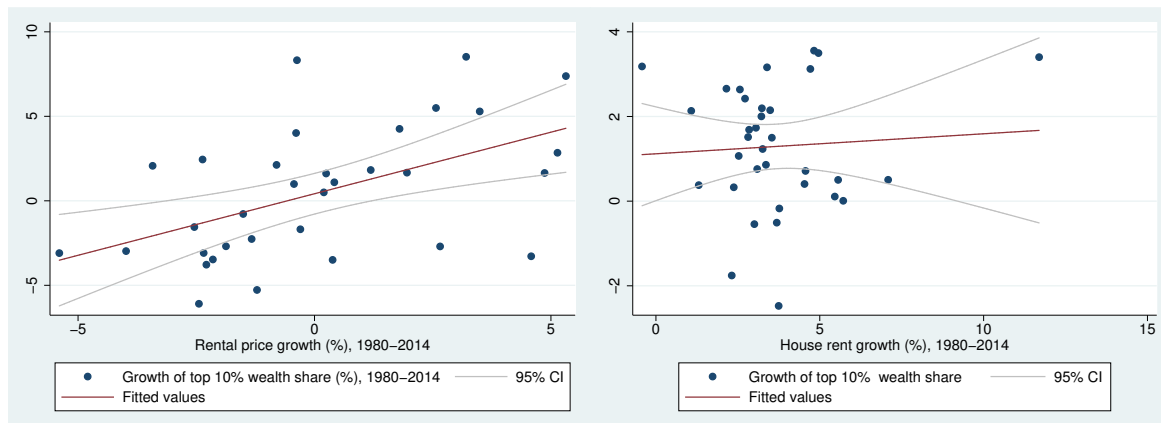 10
5
0
−5
−5
0
5
Rental price growth (%), 1980−2014
Growth of top 10% wealth share (%), 1980−2014
95% CI
Fitted values
4
2
0
−2
0
5
10
15
House rent growth (%), 1980−2014
Growth of top 10%  wealth share
95% CI
Fitted values